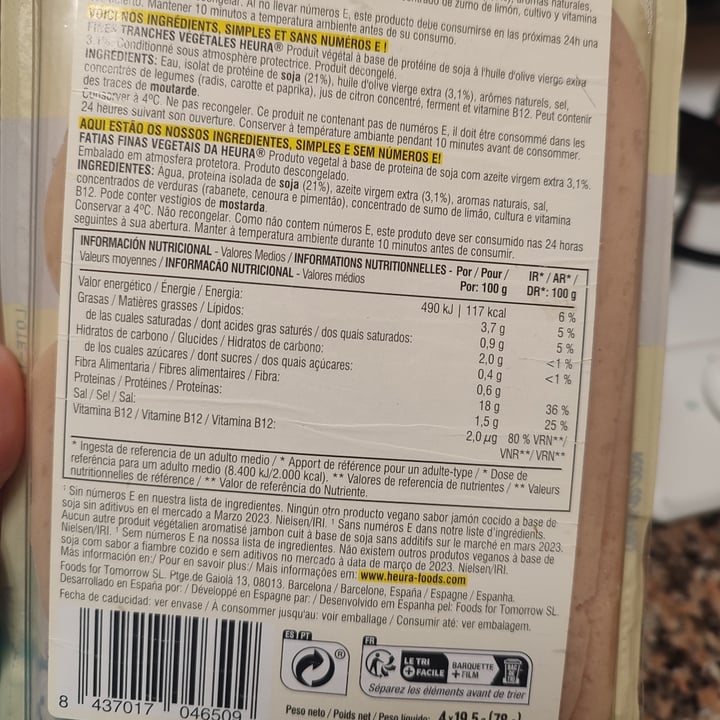 Al no llevar números E, este producto debe consumirse en las próximas 24h una
Mantener 10 minutos a temperatura ambiente antes de su consumo.
VOICI NOS INGRÉDIENTS, SIMPLES ET SANS NUMÉROS E !
FINES TRANCHES VÉGÉTALES HEURA® Produit végétal à base de protéine de soja à l'huile d'olive vierge extra
3,1%. Conditionné sous atmosphère protectrice. Produit décongelé.
INGRÉDIENTS: Eau, isolat de protéine de soja (21%), huile d'olive vierge extra (3,1%), arômes naturels, sel,
concentrés de legumes (radis, carotte et paprika), jus de citron concentré, ferment et vitamine B12. Peut contenir
des traces de moutarde.
Conserver à 4ºC. Ne pas recongeler. Ce produit ne contenant pas de numéros E, il doit être consommé dans les
24 heures suivant son ouverture. Conserver à température ambiante pendant 10 minutes avant de consommer.
AQUI ESTÃO OS NOSSOS INGREDIENTES, SIMPLES E SEM NÚMEROS E!
FATIAS FINAS VEGETAIS DA HEURA® Produto vegetal à base de proteína de soja com azeite virgem extra 3,1%.
Embalado em atmosfera protetora. Produto descongelado.
INGREDIENTES: Água, proteína isolada de soja (21%), azeite virgem extra (3,1%), aromas naturais, sal,
concentrados de verduras (rabanete, cenoura e pimentão), concentrado de sumo de limão, cultura e vitamina
B12. Pode conter vestígios de mostarda.
Conservar a 4ºC. Não recongelar. Como não contem números E, este produto deve ser consumido nas 24 horas
seguintes à sua abertura. Manter à temperatura ambiente durante 10 minutos antes de consumir.
INFORMACIÓN NUTRICIONAL - Valores Medios / INFORMATIONS NUTRITIONNELLES - Por / Pour / IR* / AR* /
Valeurs moyennes / INFORMAÇÃO NUTRICIONAL - Valores médios Por: 100 g DR*: 100 g
Valor energético / Énergie / Energia: 490 kJ | 117 kcal 6 %
Grasas / Matières grasses / Lípidos: 3,7 g 5 %
de las cuales saturadas / dont acides gras saturés / dos quais saturados: 0,9 g 5 %
Hidratos de carbono / Glucides / Hidratos de carbono: 2,0 g <1 %
de los cuales azúcares / dont sucres / dos quais açúcares: 0,4 g <1 %
Fibra Alimentaria / Fibres alimentaires / Fibra: 0,6 g
Proteínas / Protéines / Proteínas: 18 g 36 %
Sal / Sel / Sal: 1,5 g 25 %
Vitamina B12 / Vitamine B12 / Vitamina B12: 2,0 µg 80 % VRN**/
VNR**/ VRN**
* Ingesta de referencia de un adulto medio / * Apport de référence pour un adulte-type / * Dose de
referência para um adulto medio (8.400 kJ/2.000 kcal). ** Valores de referencia de nutrientes / ** Valeurs
nutritionnelles de référence / ** Valor de referência do Nutriente.
¹ Sin números E en nuestra lista de ingredientes. Ningún otro producto vegano sabor jamón cocido a base de
soja sin aditivos en el mercado a Marzo 2023. Nielsen/IRI. ¹ Sans numéros E dans notre liste d'ingrédients.
Aucun autre produit végétalien aromatisé jambon cuit à base de soja sans additifs sur le marché en mars 2023.
Nielsen/IRI. ¹ Sem números E na nossa lista de ingredientes. Não existem outros produtos veganos à base de
soja com sabor a fiambre cozido e sem aditivos no mercado à data de março de 2023. Nielsen/IRI.
Más información en:/ Pour en savoir plus:/ Mais informações em: www.heura-foods.com
Foods for Tomorrow SL. Ptge.de Gaiolà 13, 08013. Barcelona / Barcelone, España / Espagne / Espanha.
Desarrollado en España por: / Développé en Espagne par: / Desenvolvido em Espanha pel: Foods for Tomorrow SL
Fecha de caducidad: ver envase / À consommer jusqu'au: voir emballage / Consumir até: ver embalagem.
ES PT
FR
LE TRI
+ FACILE
BARQUETTE
+ FILM
BAC
DE
TRI
Séparez les éléments avant de trier
8 437017 046509
Peso neto / Poids net / Peso líquido: